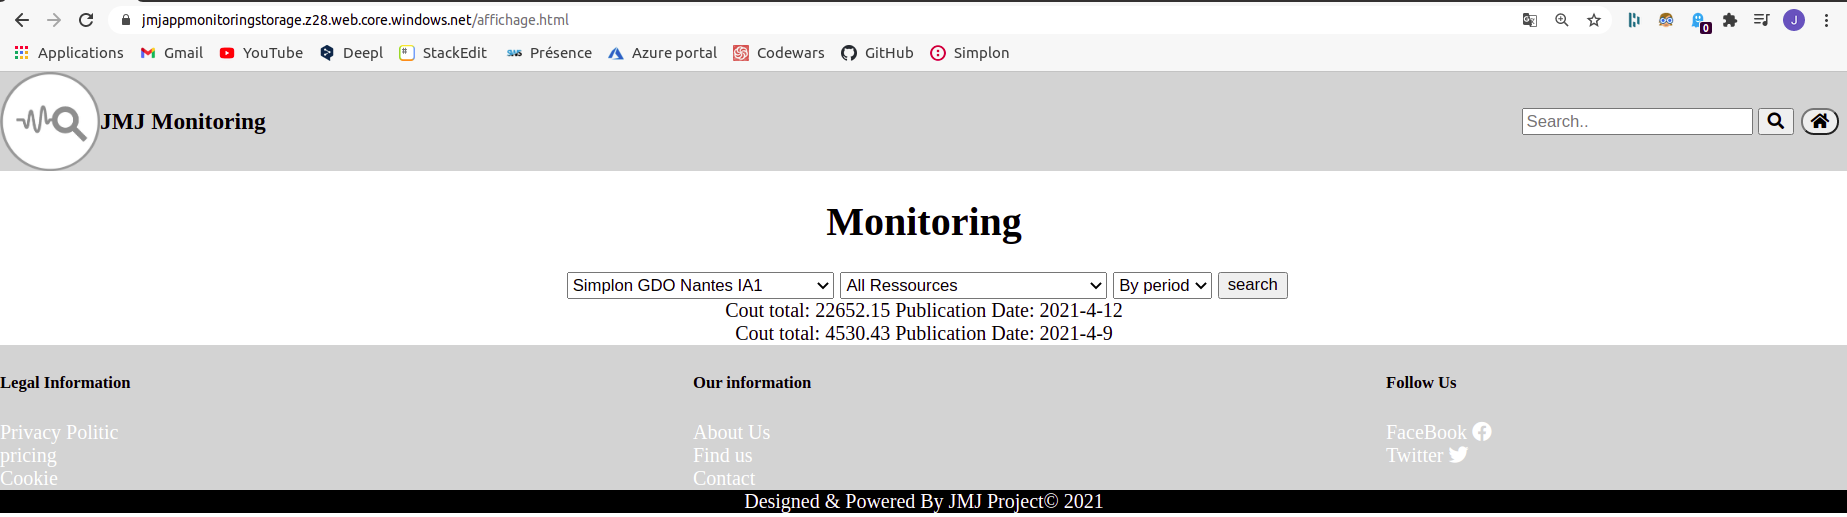 jmjappmonitoringstorage.z28.web.core.windows.net/affichage.html
0
J
Applications Gmail YouTube Deepl StackEdit Présence Azure portal Codewars GitHub Simplon
JMJ Monitoring
Search..
Monitoring
Simplon GDO Nantes IA1 All Ressources By period search
Cout total: 22652.15 Publication Date: 2021-4-12
Cout total: 4530.43 Publication Date: 2021-4-9
Legal Information
Privacy Politic
pricing
Cookie
Our information
About Us
Find us
Contact
Follow Us
FaceBook
Twitter
Designed & Powered By JMJ Project© 2021